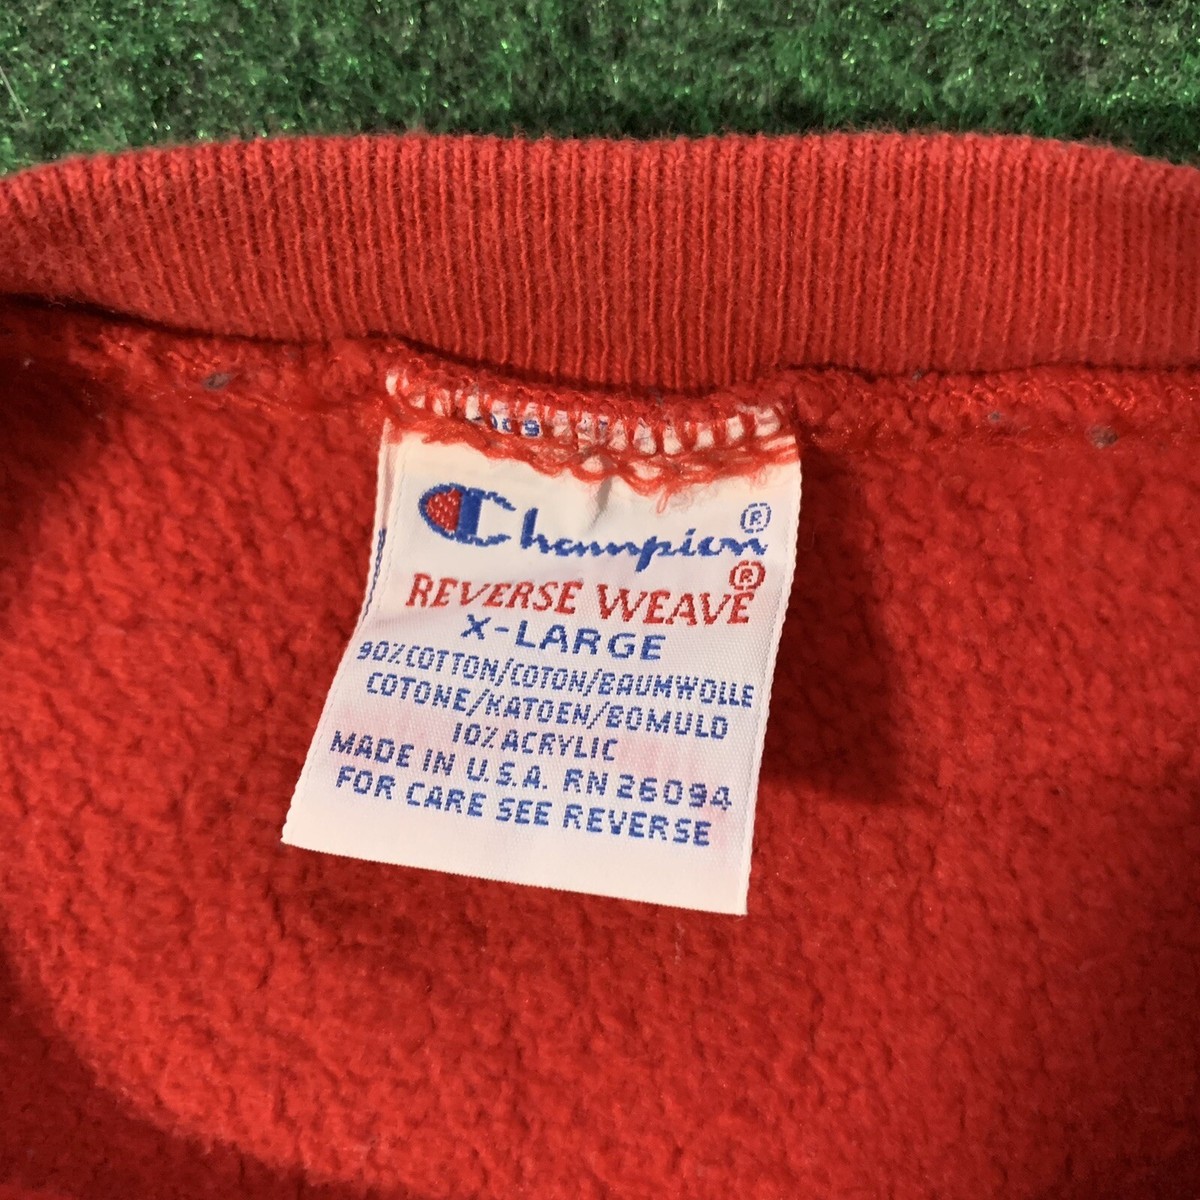 Champion®
REVERSE WEAVE®
X-LARGE
90% COTTON/COTON/BAUMWOLLE
COTONE/KATOEN/BOMULD
10% ACRYLIC
MADE IN U.S.A. RN 26094
FOR CARE SEE REVERSE